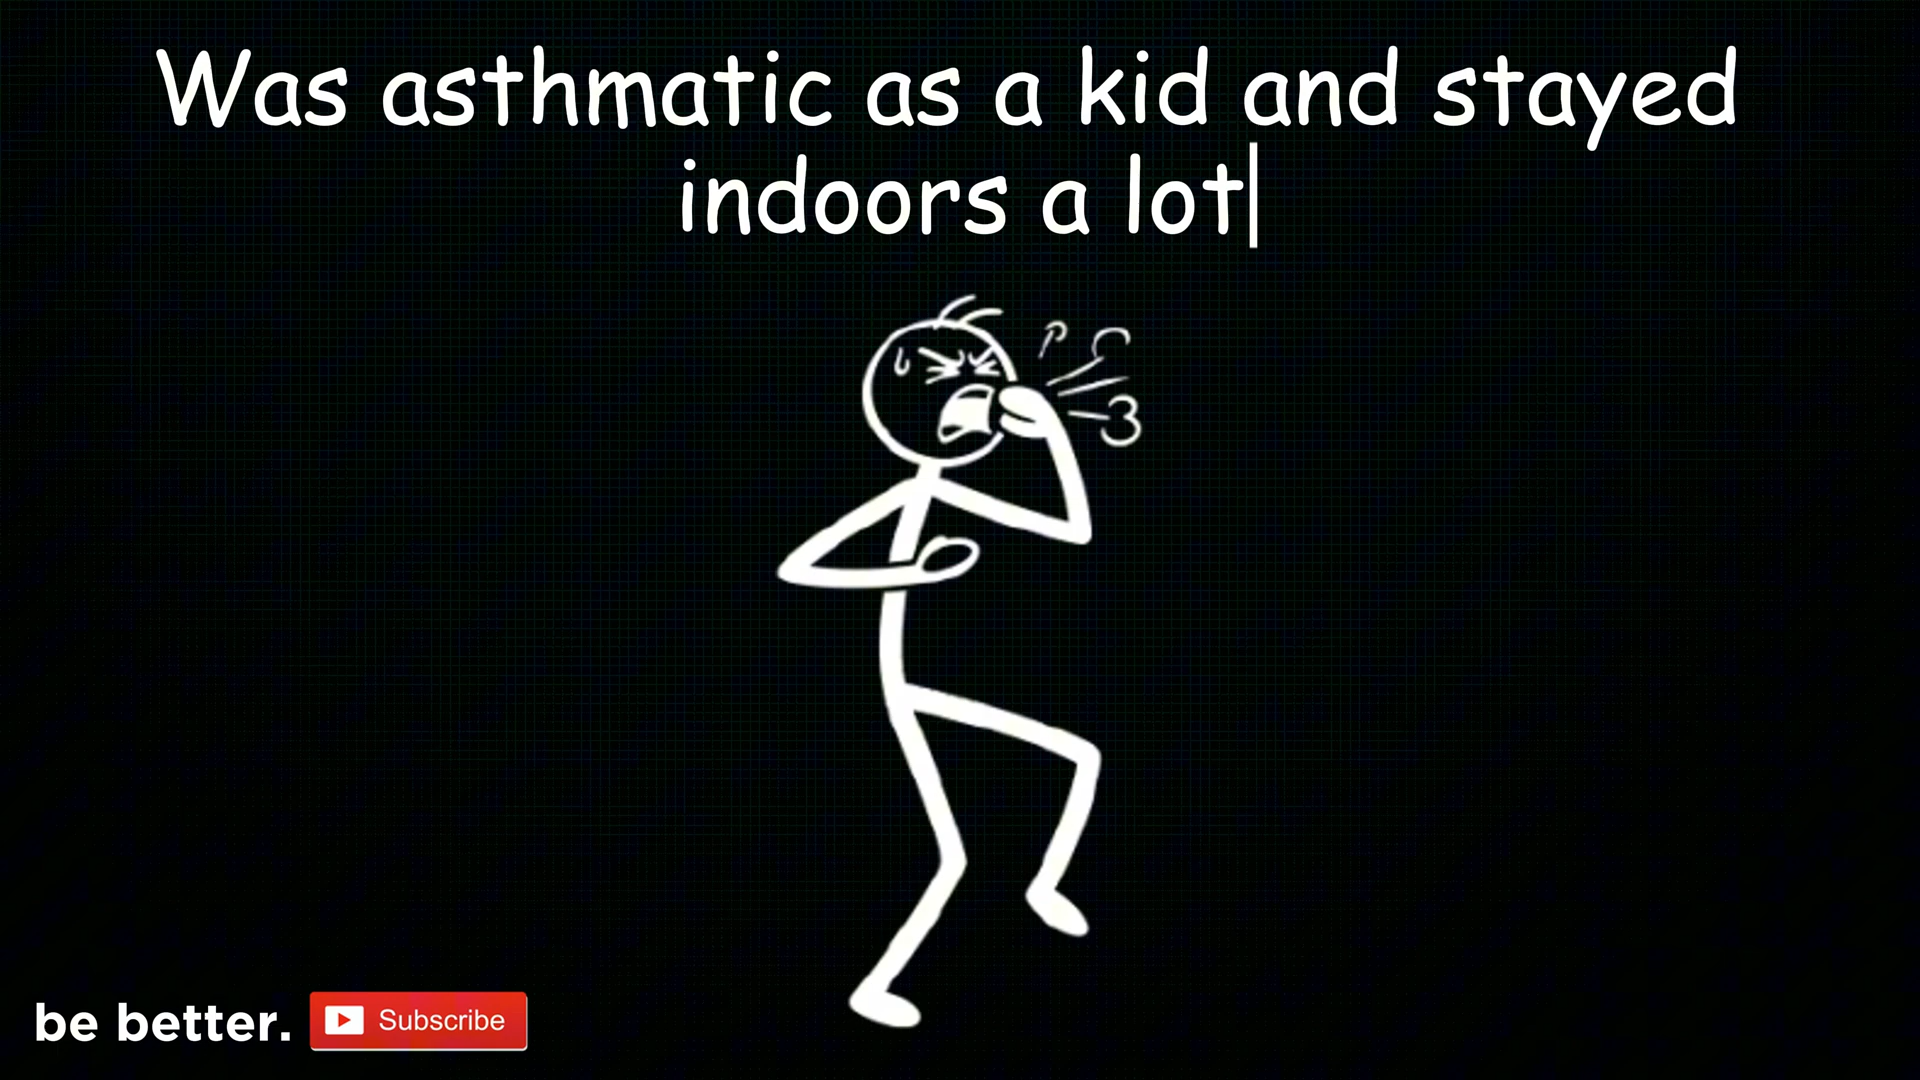 Was asthmatic as a kid and stayed
indoors a lot
be better.
Subscribe